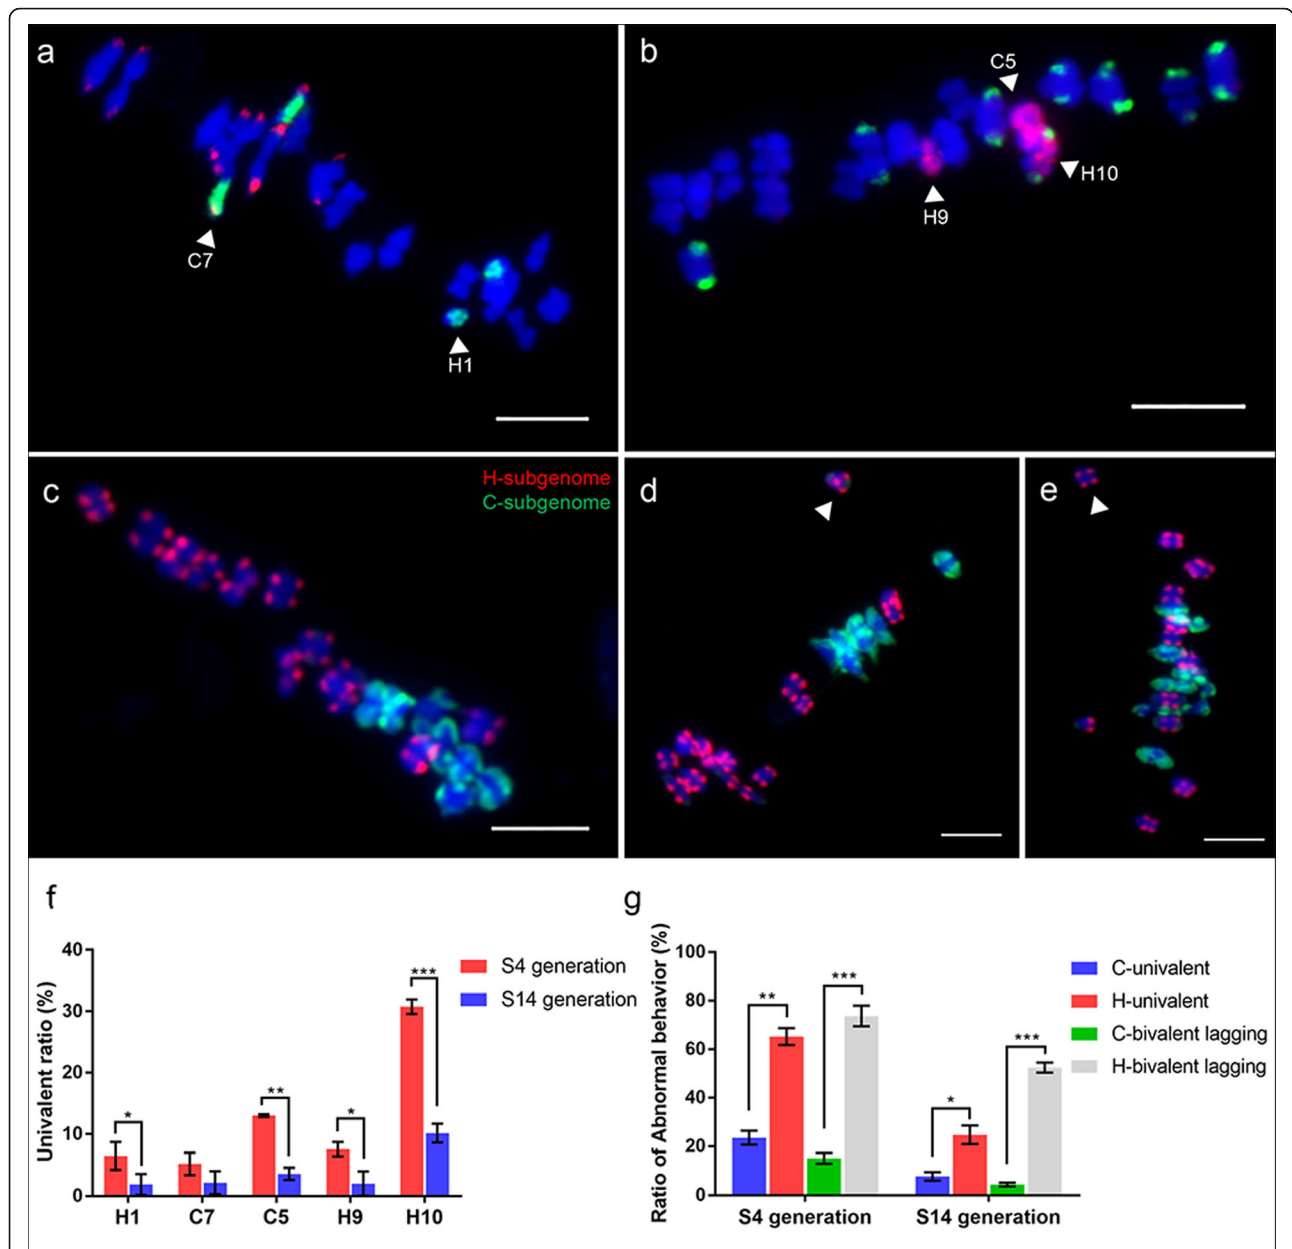 a
C7
H1
b
C5
H10
H9
c
H-subgenome
C-subgenome
d
e
f
Univalent ratio (%)
40
30
20
10
0
*
**
*
***
H1 C7 C5 H9 H10
S4 generation
S14 generation
g
Ratio of Abnormal behavior (%)
100
80
60
40
20
0
**
***
*
***
S4 generation S14 generation
C-univalent
H-univalent
C-bivalent lagging
H-bivalent lagging